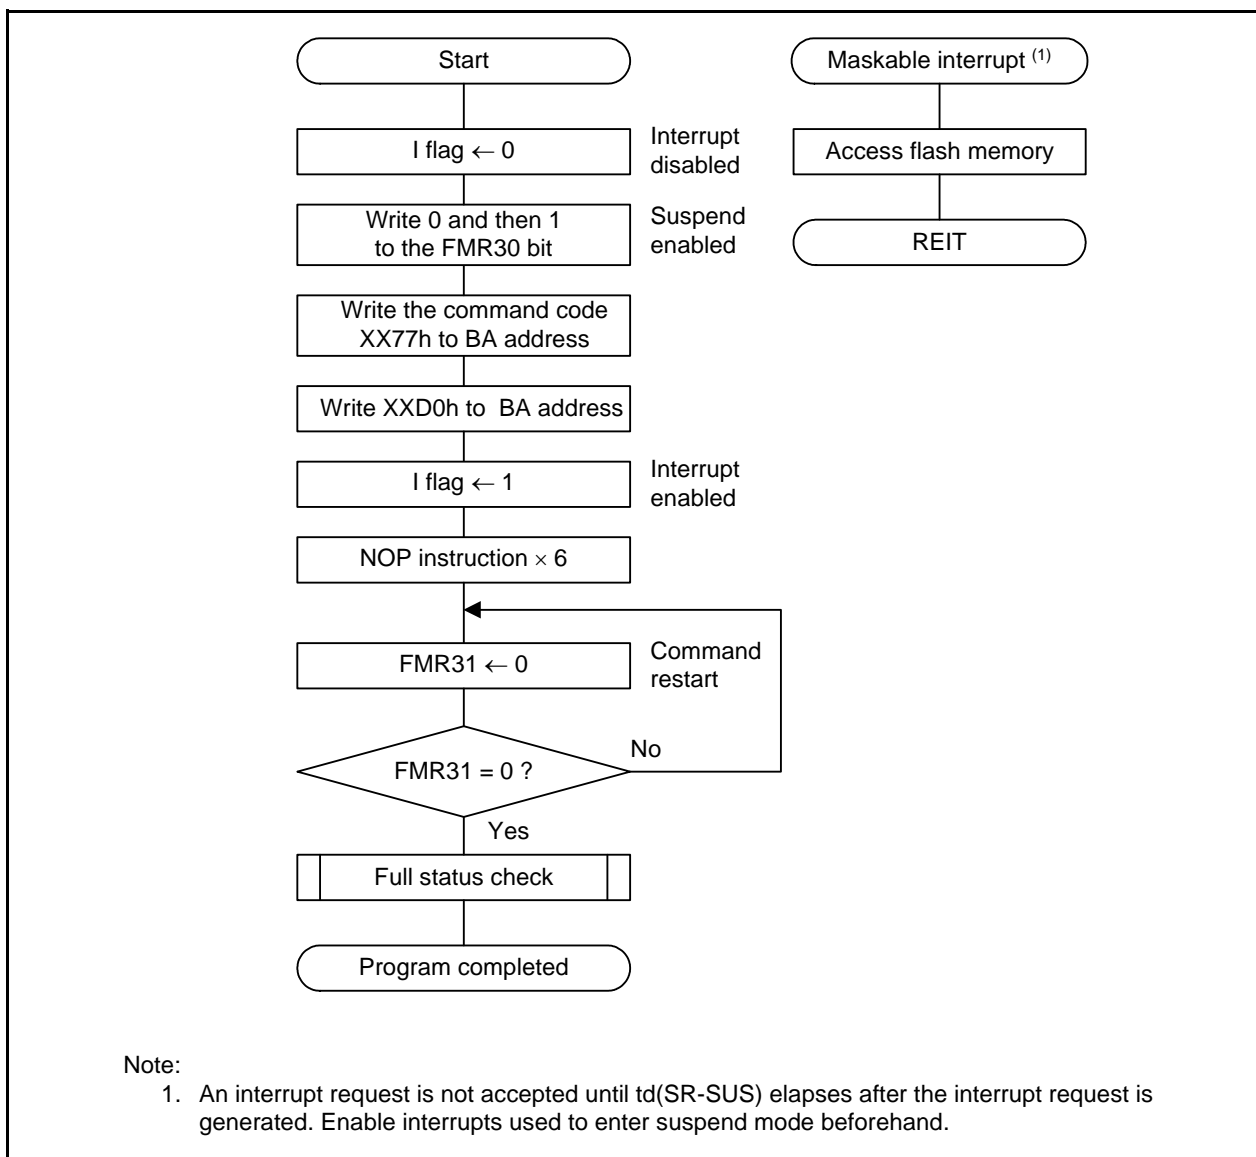 Start
I flag ← 0
Interrupt
disabled
Write 0 and then 1
to the FMR30 bit
Suspend
enabled
Write the command code
XX77h to BA address
Write XXD0h to BA address
I flag ← 1
Interrupt
enabled
NOP instruction × 6
FMR31 ← 0
Command
restart
FMR31 = 0 ?
No
Yes
Full status check
Program completed
Maskable interrupt (1)
Access flash memory
REIT
Note:
1. An interrupt request is not accepted until td(SR-SUS) elapses after the interrupt request is
generated. Enable interrupts used to enter suspend mode beforehand.